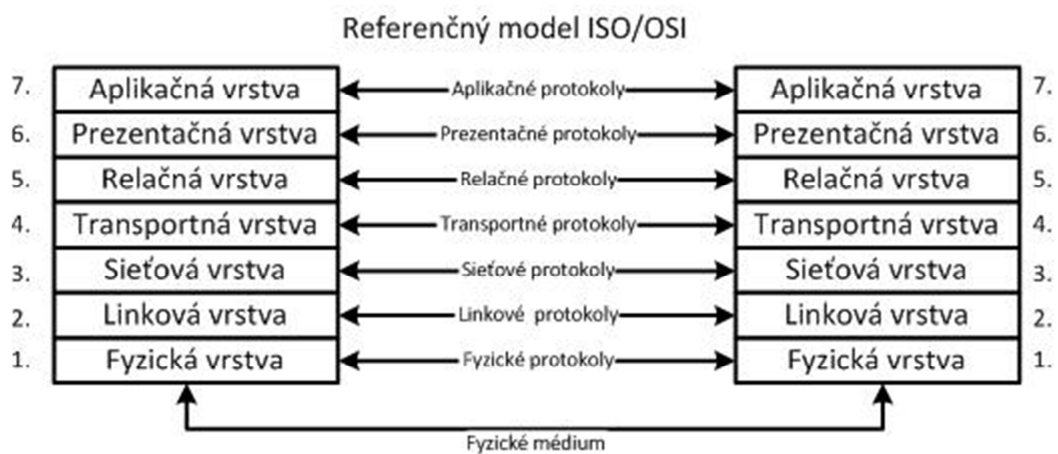 Referenčný model ISO/OSI
7. Aplikačná vrstva Aplikačné protokoly Aplikačná vrstva 7.
6. Prezentačná vrstva Prezentačné protokoly Prezentačná vrstva 6.
5. Relačná vrstva Relačné protokoly Relačná vrstva 5.
4. Transportná vrstva Transportné protokoly Transportná vrstva 4.
3. Sieťová vrstva Sieťové protokoly Sieťová vrstva 3.
2. Linková vrstva Linkové protokoly Linková vrstva 2.
1. Fyzická vrstva Fyzické protokoly Fyzická vrstva 1.
Fyzické médium